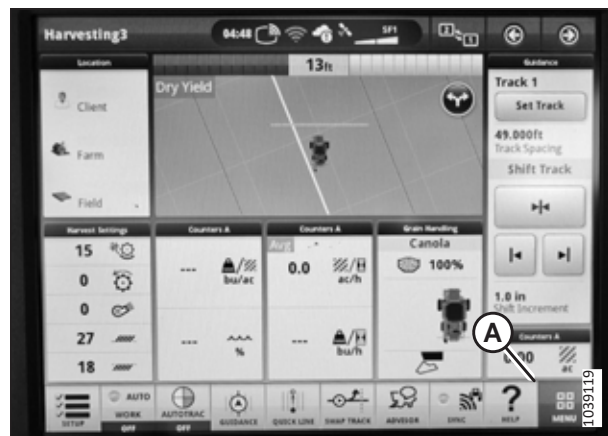 Harvesting3
04:48
SF1
2
1
Location
Client
Farm
Field
13ft
Dry Yield
Guidance
Track 1
Set Track
49.000ft
Track Spacing
Shift Track
1.0 in
Shift Increment
Harvest Settings
15
0
0
27
18
Counters A
---
bu/ac
---
%
Counters A
Avg
0.0
ac/h
---
bu/h
Grain Handling
Canola
100%
A
Counters A
ac
SETUP
AUTO
WORK
OFF
AUTOTRAC
OFF
GUIDANCE
QUICK LINE
SWAP TRACK
ADVISOR
SYNC
?
HELP
MENU
1039119